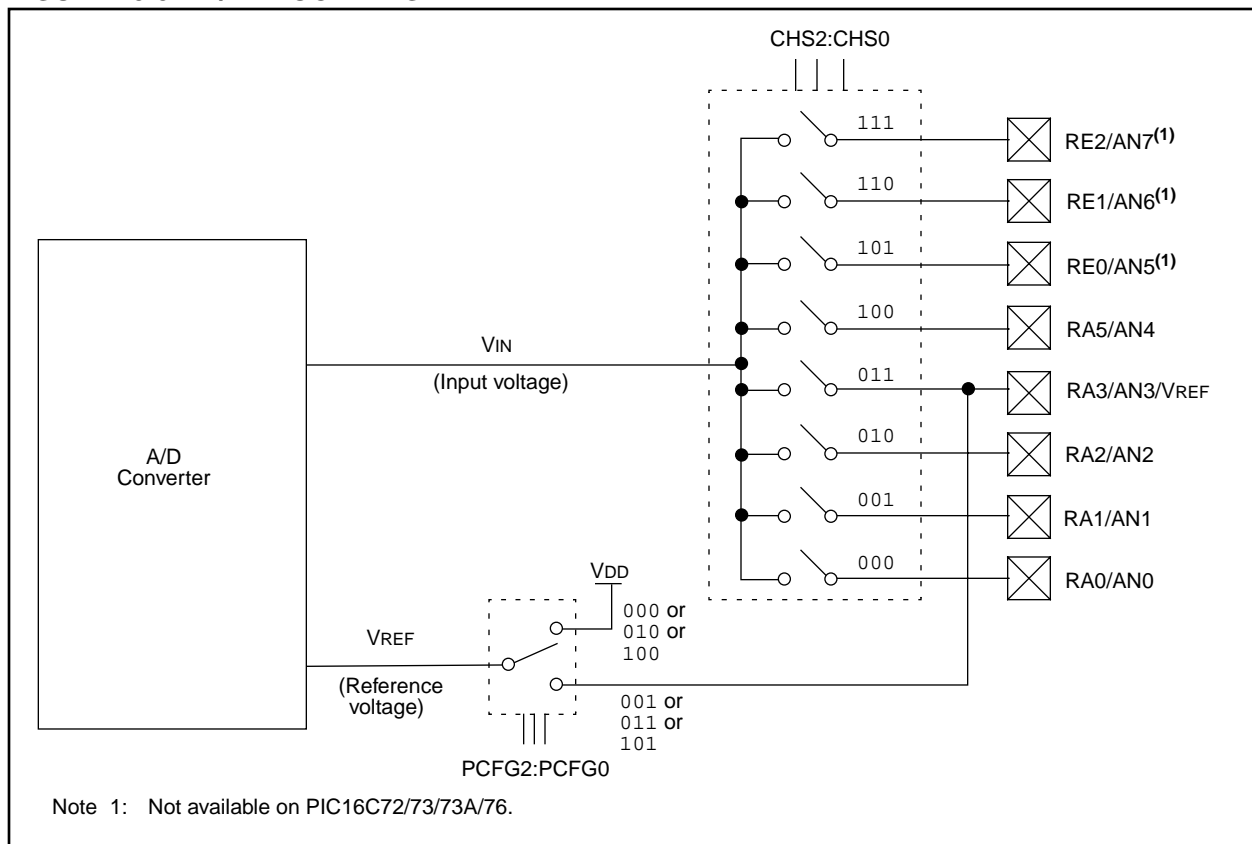 CHS2:CHS0
111
RE2/AN7(1)
110
RE1/AN6(1)
101
RE0/AN5(1)
100
RA5/AN4
VIN
(Input voltage)
011
RA3/AN3/VREF
A/D
Converter
010
RA2/AN2
001
RA1/AN1
000
RA0/AN0
VDD
000 or
010 or
100
VREF
(Reference
voltage)
001 or
011 or
101
PCFG2:PCFG0
Note 1: Not available on PIC16C72/73/73A/76.